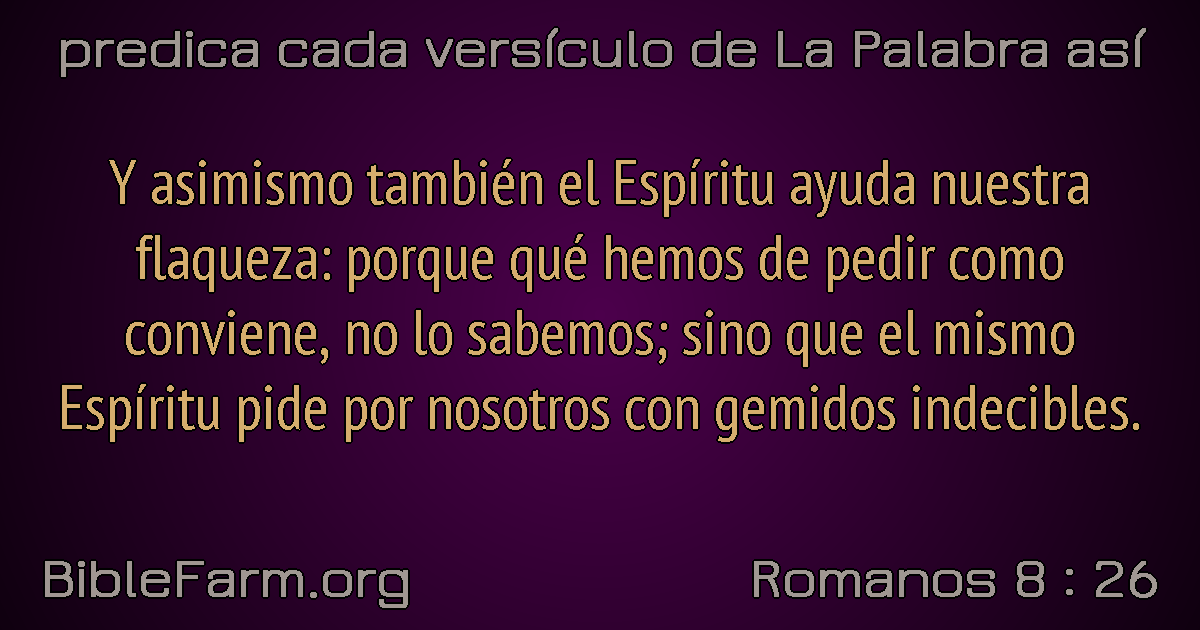 predica cada versículo de La Palabra así
Y asimismo también el Espíritu ayuda nuestra
flaqueza: porque qué hemos de pedir como
conviene, no lo sabemos; sino que el mismo
Espíritu pide por nosotros con gemidos indecibles.
BibleFarm.org
Romanos 8 : 26